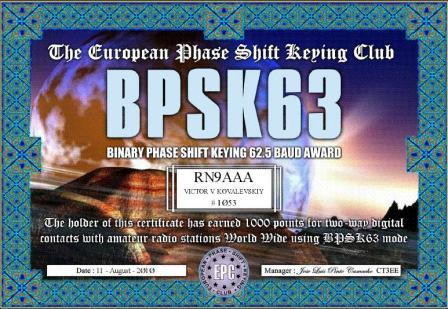 The European Phase Shift Keying Club
BPSK63
BINARY PHASE SHIFT KEYING 62.5 BAUD AWARD
RN9AAA
VICTOR V KOVALEVSKIY
# 1053
The holder of this certificate has earned 1000 points for two-way digital
contacts with amateur radio stations World Wide using BPSK63 mode
Date : 11 - August - 2010
EPC
Manager : Jose Luis Pinto Camacho CT3EE